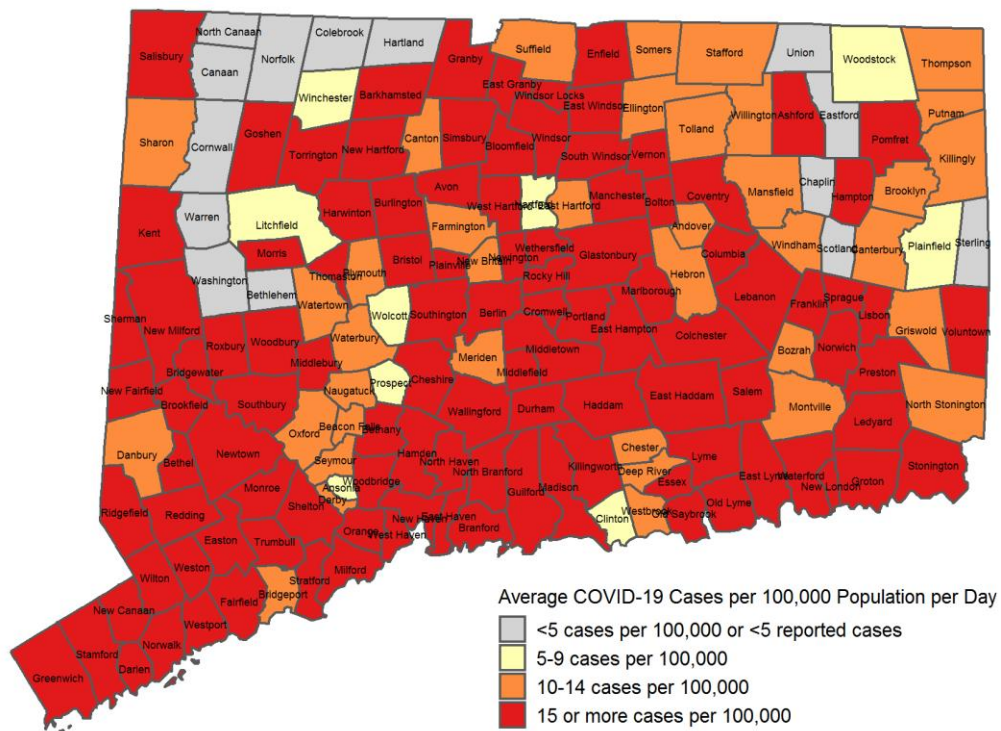 North Canaan
Colebrook
Hartland
Salisbury
Canaan
Norfolk
Granby
Suffield
Enfield
Somers
Stafford
Union
Woodstock
Thompson
East Granby
Windsor Locks
Winchester
Barkhamsted
East Windsor
Ellington
Eastford
Putnam
Sharon
Cornwall
Goshen
Torrington
New Hartford
Canton
Simsbury
Bloomfield
Windsor
South Windsor
Vernon
Tolland
Willington
Ashford
Pomfret
Killingly
Kent
Warren
Litchfield
Harwinton
Burlington
Avon
West Hartford
Hartford
East Hartford
Manchester
Bolton
Coventry
Mansfield
Chaplin
Hampton
Brooklyn
Farmington
Andover
Windham
Scotland
Canterbury
Plainfield
Sterling
Washington
Morris
Bethlehem
Thomaston
Plymouth
Bristol
Plainville
New Britain
Newington
Wethersfield
Rocky Hill
Glastonbury
Hebron
Columbia
Sherman
New Milford
Watertown
Wolcott
Southington
Berlin
Cromwell
Portland
Marlborough
Lebanon
Franklin
Sprague
Lisbon
Griswold
Voluntown
Roxbury
Woodbury
Waterbury
East Hampton
Colchester
Bozrah
Norwich
Bridgewater
Middlebury
Meriden
Middletown
Middlefield
Preston
New Fairfield
Brookfield
Southbury
Naugatuck
Prospect
Cheshire
Wallingford
Durham
Haddam
East Haddam
Salem
Montville
Ledyard
North Stonington
Danbury
Bethel
Newtown
Oxford
Beacon Falls
Bethany
Hamden
North Haven
North Branford
Guilford
Madison
Killingworth
Chester
Deep River
Essex
Lyme
East Lyme
Waterford
New London
Groton
Stonington
Seymour
Ansonia
Derby
Woodbridge
Ridgefield
Redding
Monroe
Shelton
Orange
New Haven
East Haven
West Haven
Branford
Clinton
Westbrook
Old Saybrook
Old Lyme
Easton
Trumbull
Wilton
Weston
Stratford
Milford
Fairfield
Bridgeport
New Canaan
Westport
Norwalk
Stamford
Darien
Greenwich
Average COVID-19 Cases per 100,000 Population per Day
<5 cases per 100,000 or <5 reported cases
5-9 cases per 100,000
10-14 cases per 100,000
15 or more cases per 100,000